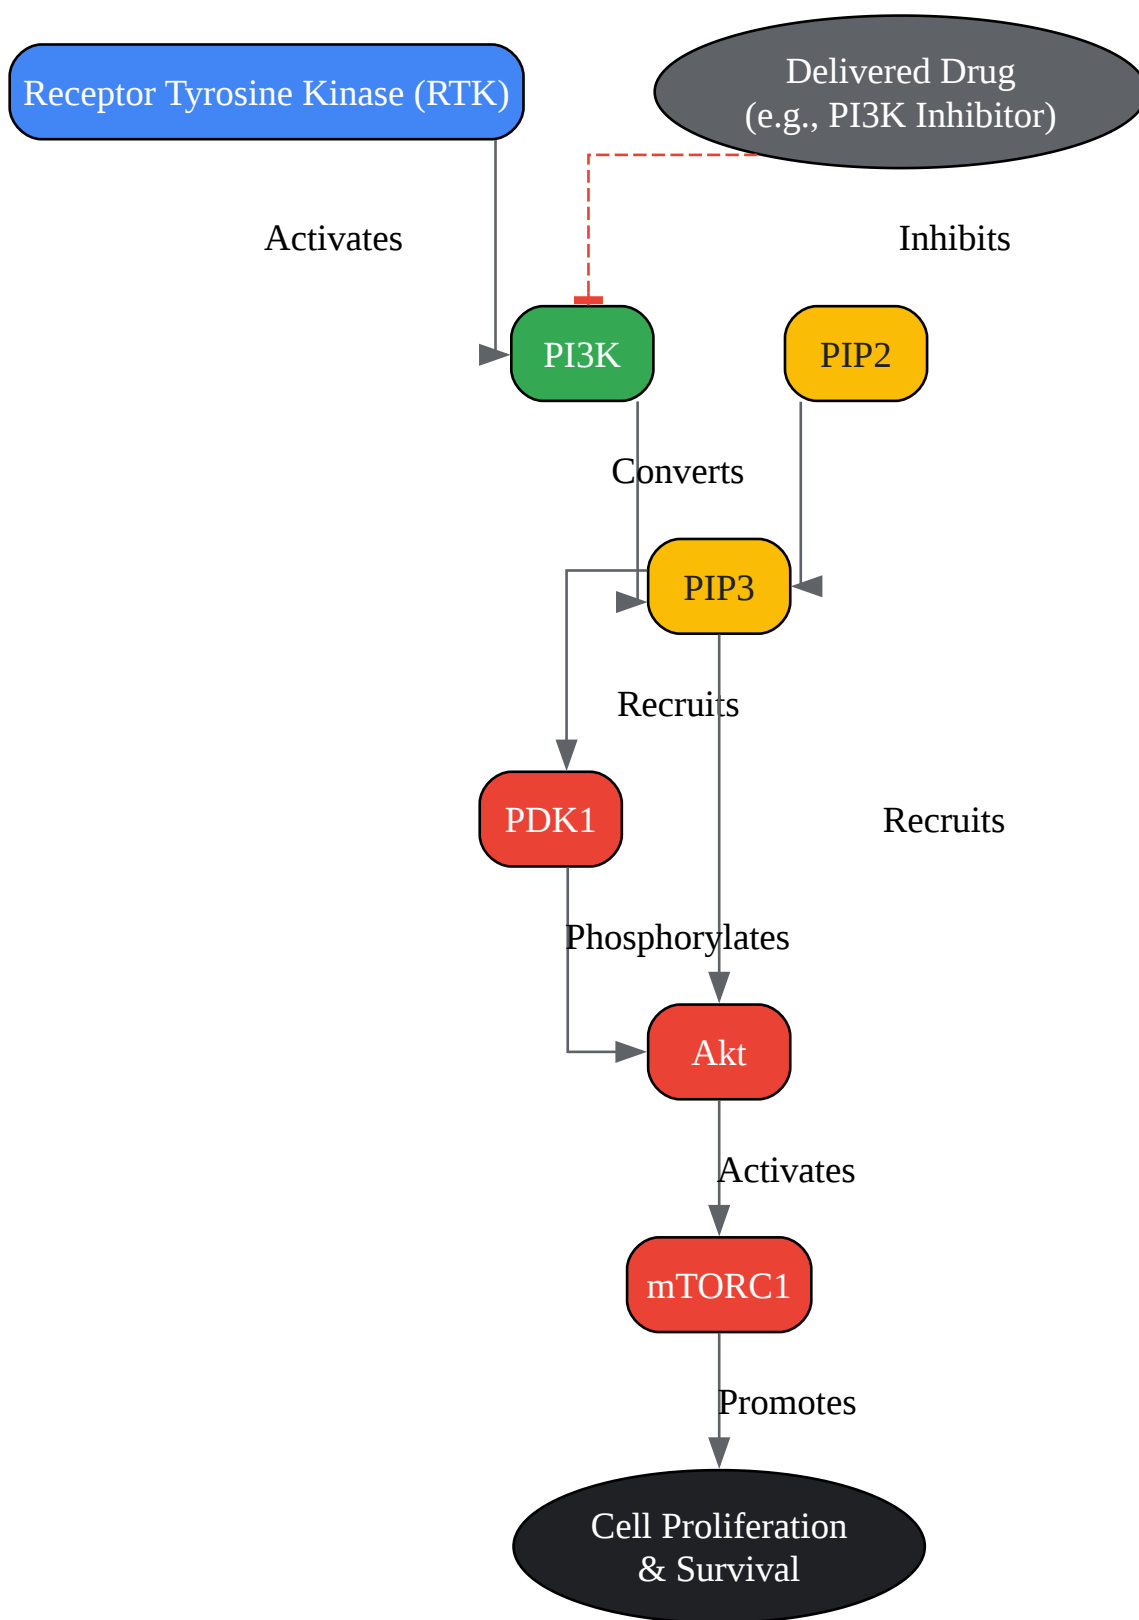 Receptor Tyrosine Kinase (RTK)
Delivered Drug
(e.g., PI3K Inhibitor)
Activates
Inhibits
PI3K
PIP2
Converts
PIP3
Recruits
PDK1
Recruits
Phosphorylates
Akt
Activates
mTORC1
Promotes
Cell Proliferation
& Survival